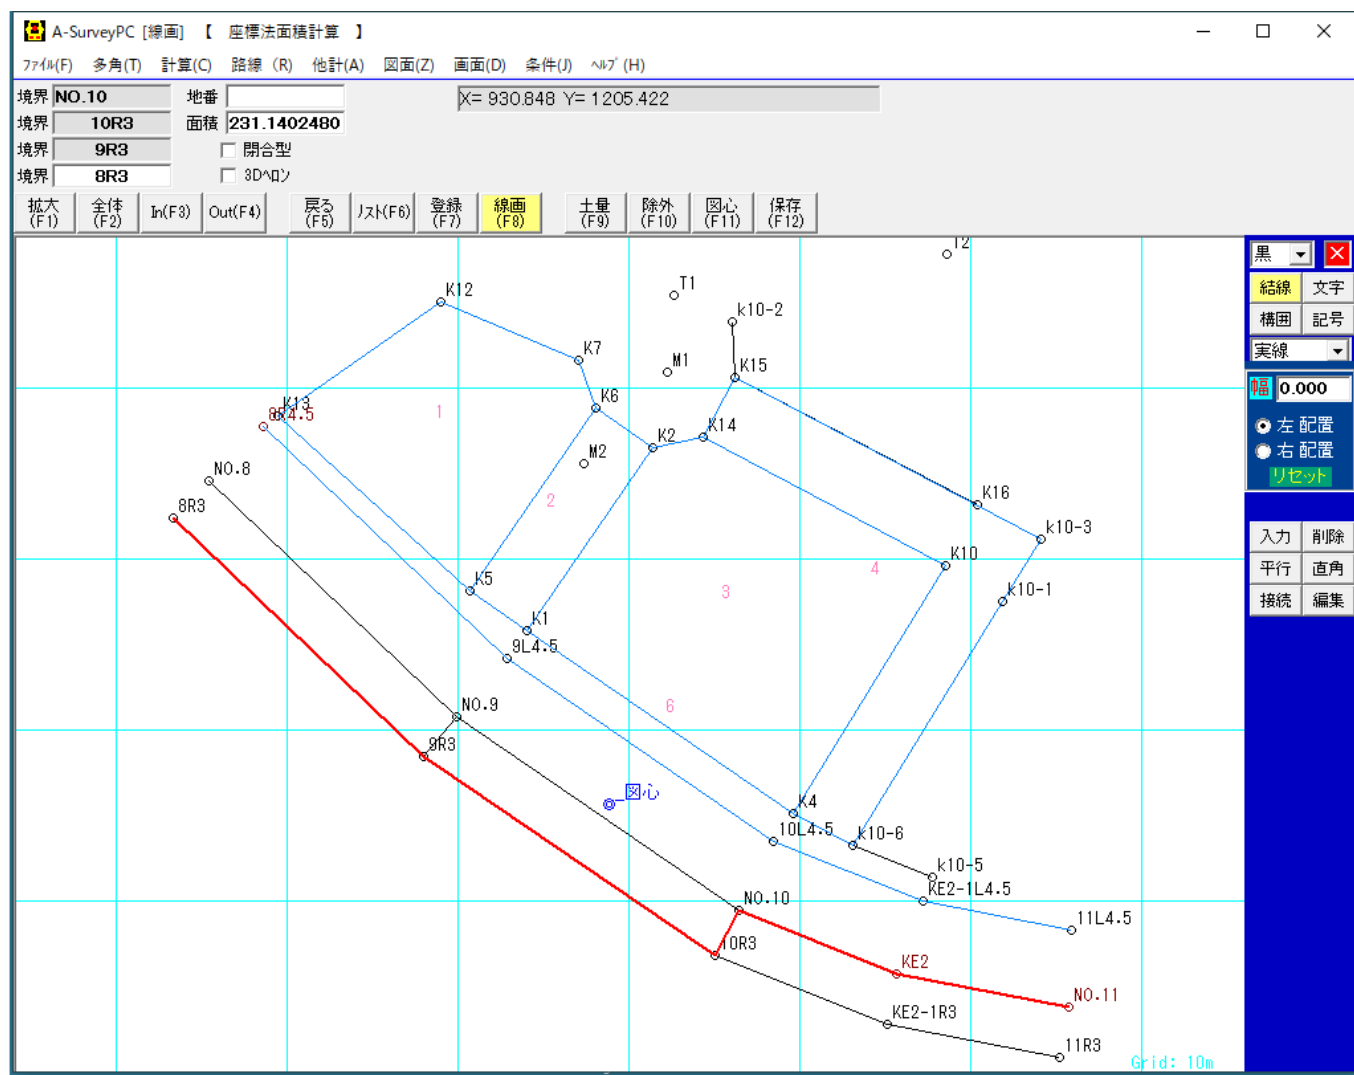 A-SurveyPC [線画] 【 座標法面積計算 】
ﾌｧｲﾙ(F) 多角(T) 計算(C) 路線 (R) 他計(A) 図面(Z) 画面(D) 条件(J) ﾍﾙﾌﾟ(H)
境界 NO.10 地番 X= 930.848 Y= 1205.422
境界 10R3 面積 231.1402480
境界 9R3 閉合型
境界 8R3 3Dﾍﾛﾝ
拡大(F1) 全体(F2) In(F3) Out(F4) 戻る(F5) ﾘｽﾄ(F6) 登録(F7) 線画(F8) 土量(F9) 除外(F10) 図心(F11) 保存(F12)
黒
結線 文字
構囲 記号
実線
幅 0.000
左 配置
右 配置
リセット
入力 削除
平行 直角
接続 編集
T2
K12
T1
k10-2
K7
M1
K15
K13
8R4.5
1
K6
K14
K2
M2
NO.8
K16
8R3
2
k10-3
K10
4
K5
3
k10-1
K1
9L4.5
6
NO.9
9R3
図心
K4
10L4.5
k10-6
k10-5
KE2-1L4.5
NO.10
11L4.5
10R3
KE2
NO.11
KE2-1R3
11R3
Grid: 10m